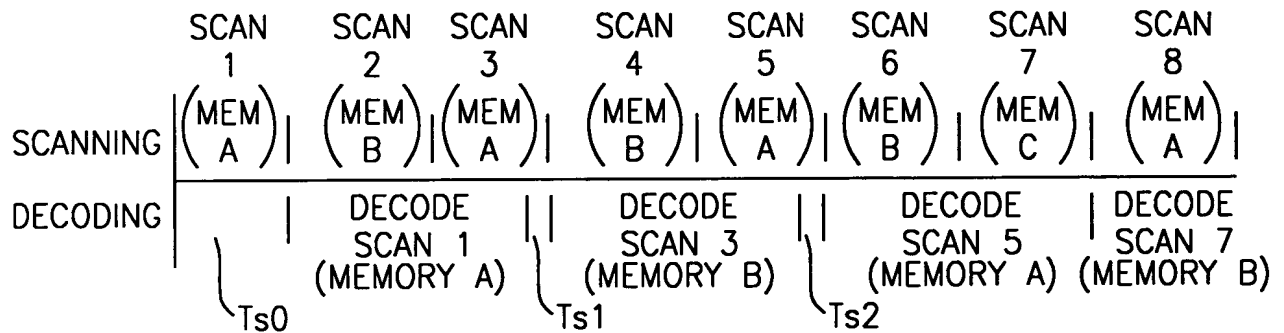 SCAN SCAN SCAN SCAN SCAN SCAN SCAN SCAN
1 2 3 4 5 6 7 8
SCANNING (MEM A) (MEM B) (MEM A) (MEM B) (MEM A) (MEM B) (MEM C) (MEM A)
DECODING DECODE DECODE DECODE DECODE
SCAN 1 SCAN 3 SCAN 5 SCAN 7
(MEMORY A) (MEMORY B) (MEMORY A) (MEMORY B)
Ts0 Ts1 Ts2